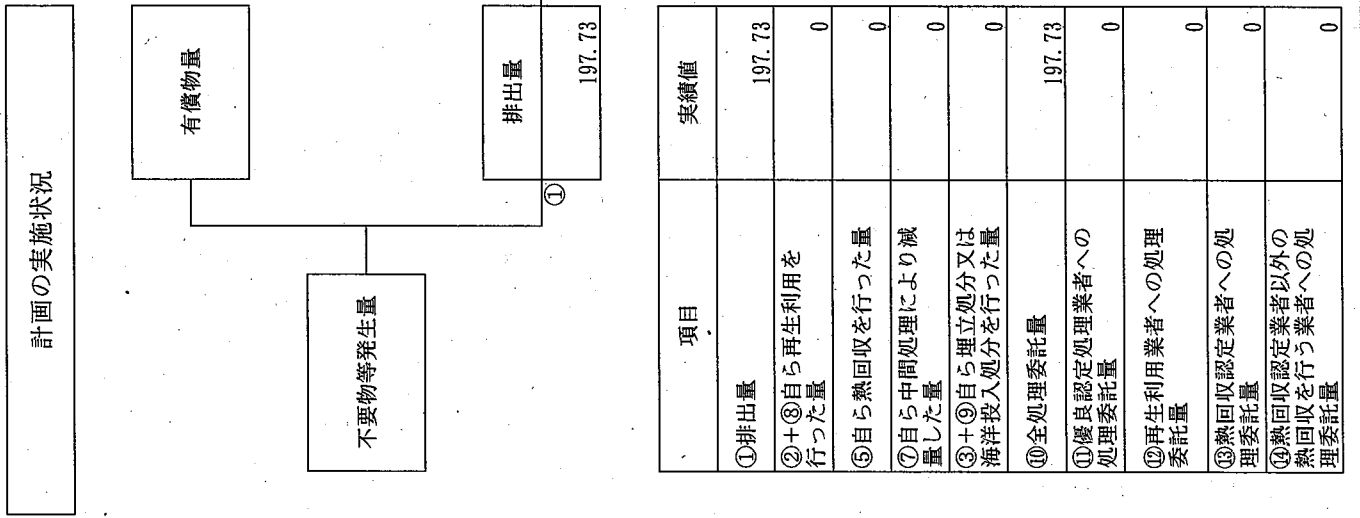 計画の実施状況
有償物量
不要物等発生量
排出量
197.73
①
項目
実績値
①排出量
197.73
②+⑧自ら再生利用を
行った量
0
⑤自ら熱回収を行った量
0
⑦自ら中間処理により減
量した量
0
③+⑨自ら埋立処分又は
海洋投入処分を行った量
0
⑩全処理委託量
197.73
⑪優良認定処理業者への
処理委託量
0
⑫再生利用業者への処理
委託量
0
⑬熱回収認定業者への処
理委託量
0
⑭熱回収認定業者以外の
熱回収を行う業者への処
理委託量
0